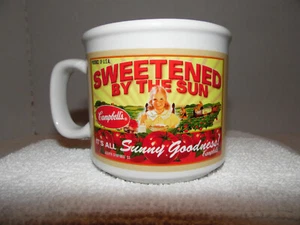 SWEETENED
BY THE SUN
Campbell's
IT'S ALL Sunny Goodness!